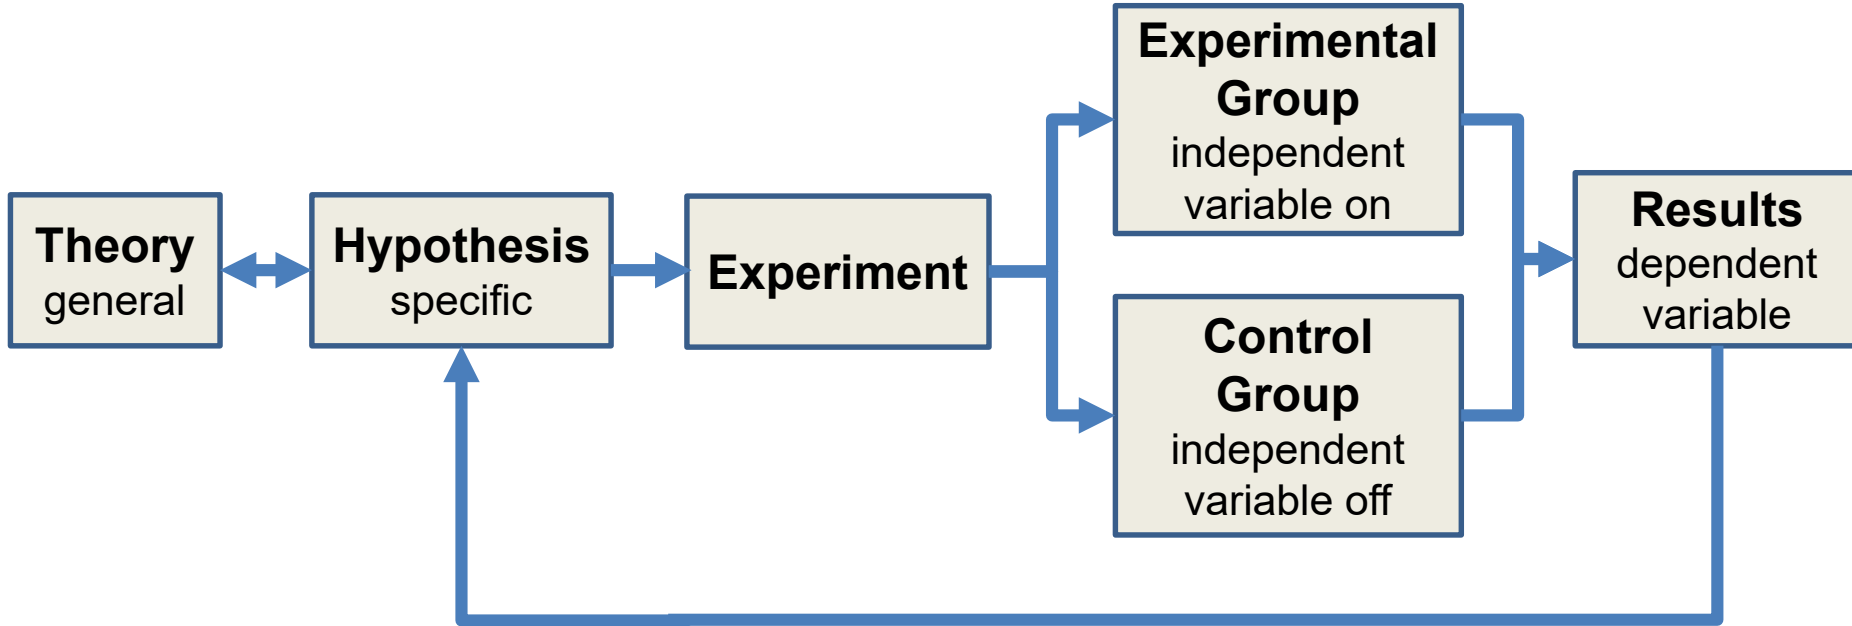 Theory
general
Hypothesis
specific
Experiment
Experimental
Group
independent
variable on
Control
Group
independent
variable off
Results
dependent
variable